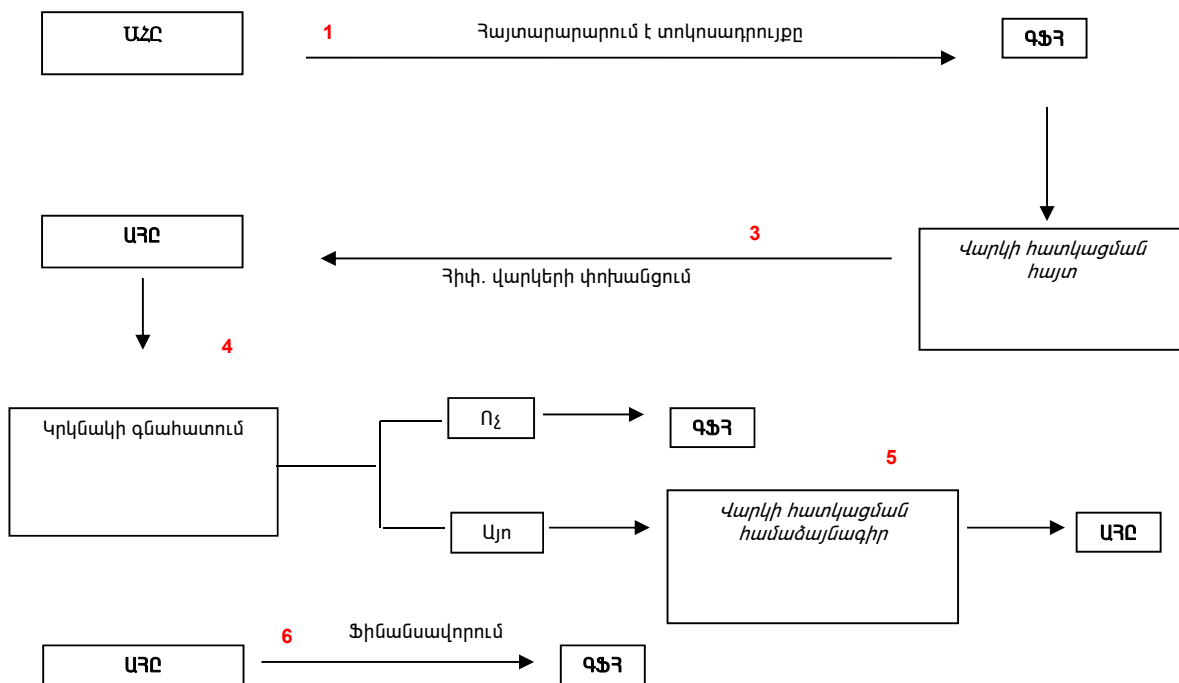 ԱՀԸ
1 Հայտարարարում է տոկոսադրույքը
ԳՖՀ
ԱՀԸ
3
Հիփ. վարկերի փոխանցում
Վարկի հատկացման
հայտ
4
Կրկնակի գնահատում
Ոչ
ԳՖՀ
Այո
5
Վարկի հատկացման
համաձայնագիր
ԱՀԸ
6 Ֆինանսավորում
ԱՀԸ
ԳՖՀ